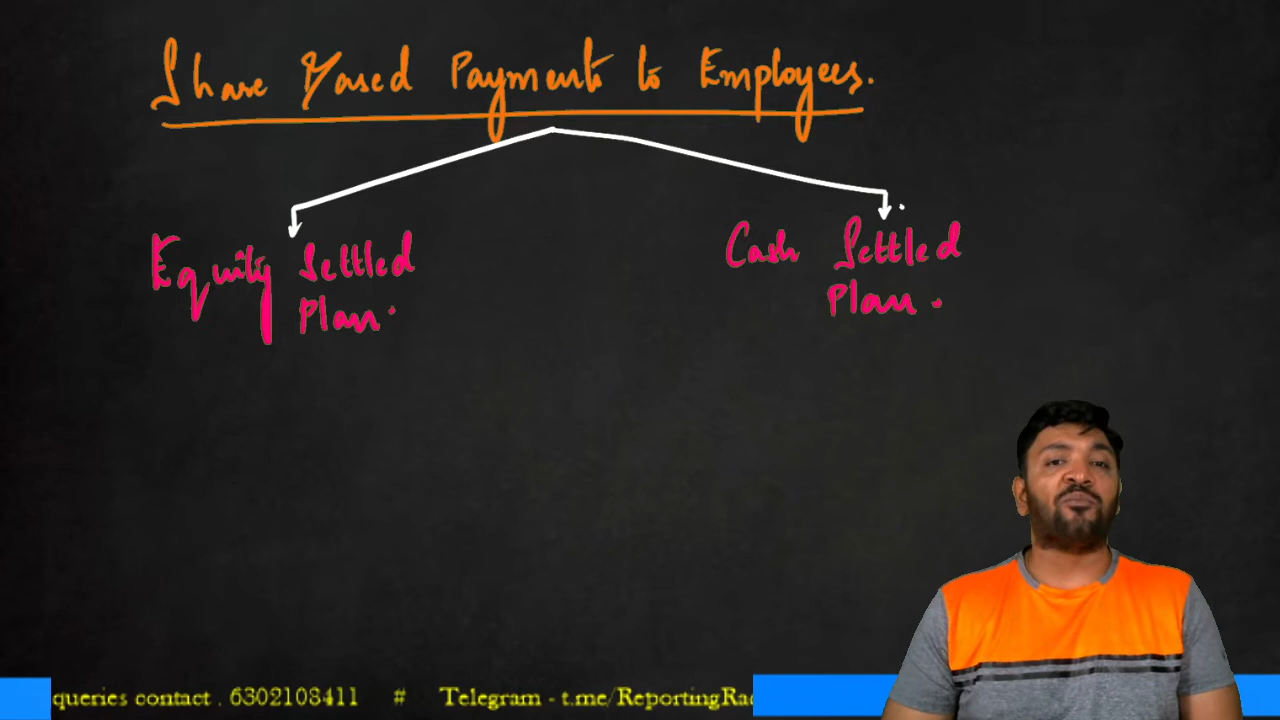 Share Based Payments to Employees.
Equity Settled
Plan.
Cash Settled
Plan.
queries contact . 6302108411 # Telegram - t.me/ReportingRa